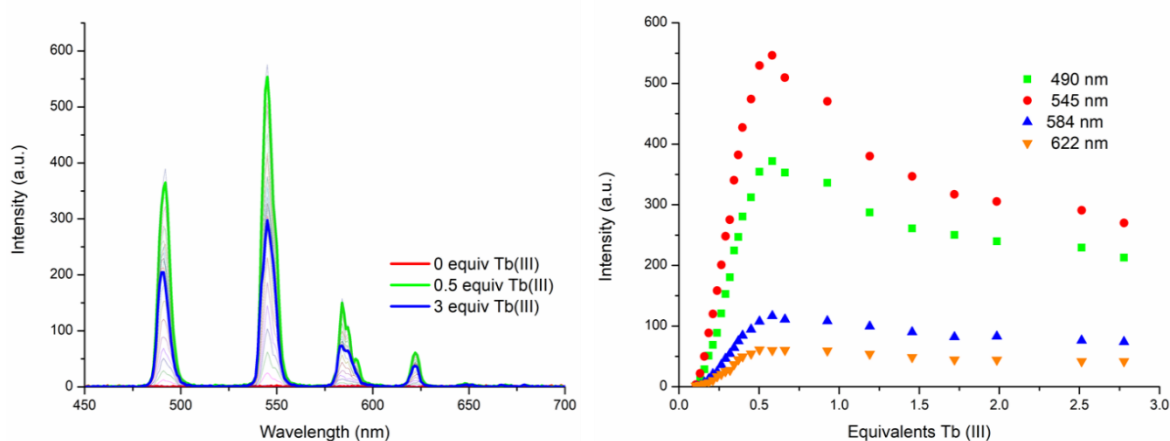 600
500
400
300
200
100
0
Intensity (a.u.)
450
500
550
600
650
700
Wavelength (nm)
0 equiv Tb(III)
0.5 equiv Tb(III)
3 equiv Tb(III)
600
500
400
300
200
100
0
Intensity (a.u.)
0.0
0.5
1.0
1.5
2.0
2.5
3.0
Equivalents Tb (III)
490 nm
545 nm
584 nm
622 nm